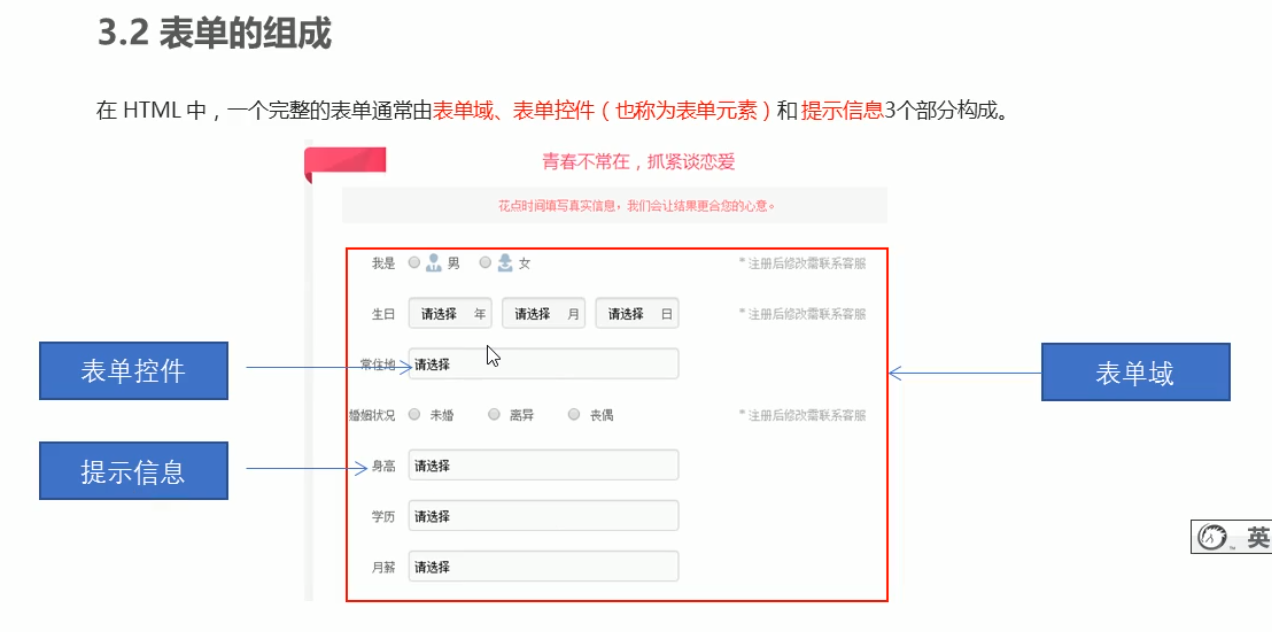 3.2 表单的组成
在 HTML 中，一个完整的表单通常由表单域、表单控件（也称为表单元素）和 提示信息3个部分构成。
青春不常在，抓紧谈恋爱
花点时间填写真实信息，我们会让结果更合您的心意。
我是 男 女 * 注册后修改需联系客服
生日 请选择 年 请选择 月 请选择 日 * 注册后修改需联系客服
表单控件 常住地 请选择 表单域
婚姻状况 未婚 离异 丧偶 * 注册后修改需联系客服
提示信息 身高 请选择
学历 请选择
英
月薪 请选择